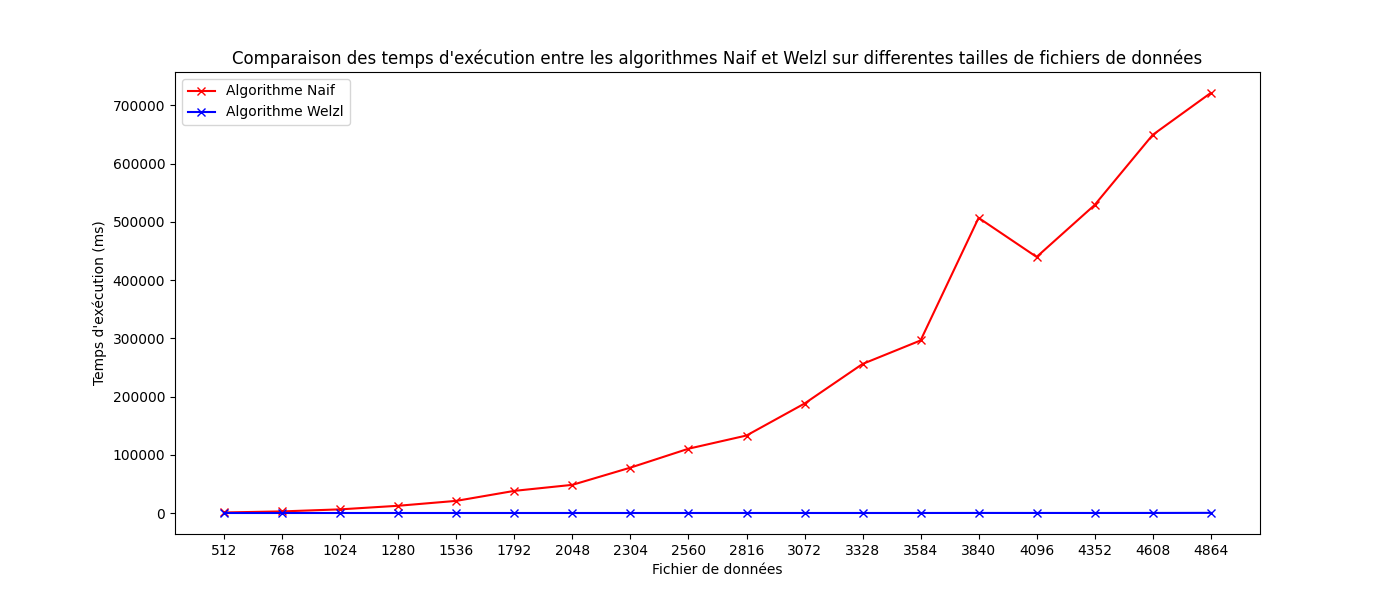 Comparaison des temps d'exécution entre les algorithmes Naif et Welzl sur differentes tailles de fichiers de données
Algorithme Naif
Algorithme Welzl
700000
600000
500000
400000
300000
200000
100000
0
Temps d'exécution (ms)
512 768 1024 1280 1536 1792 2048 2304 2560 2816 3072 3328 3584 3840 4096 4352 4608 4864
Fichier de données